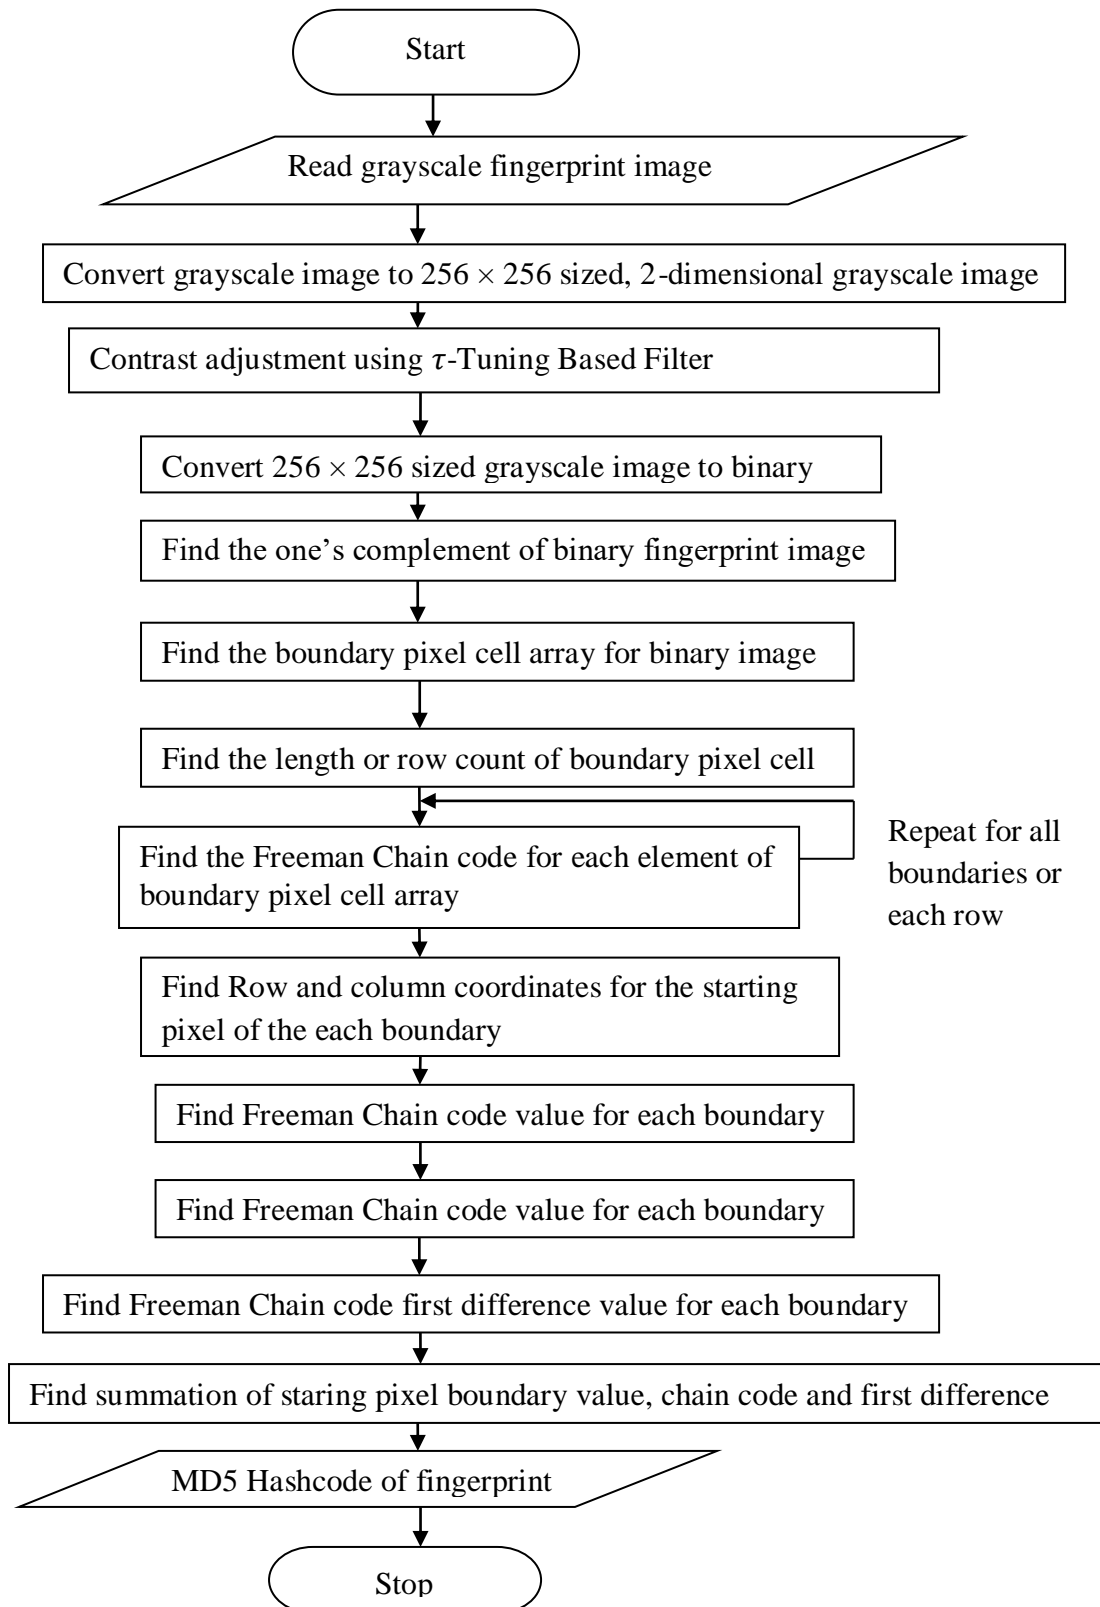 Start
Read grayscale fingerprint image
Convert grayscale image to 256 × 256 sized, 2-dimensional grayscale image
Contrast adjustment using τ-Tuning Based Filter
Convert 256 × 256 sized grayscale image to binary
Find the one’s complement of binary fingerprint image
Find the boundary pixel cell array for binary image
Find the length or row count of boundary pixel cell
Find the Freeman Chain code for each element of
boundary pixel cell array
Repeat for all
boundaries or
each row
Find Row and column coordinates for the starting
pixel of the each boundary
Find Freeman Chain code value for each boundary
Find Freeman Chain code value for each boundary
Find Freeman Chain code first difference value for each boundary
Find summation of staring pixel boundary value, chain code and first difference
MD5 Hashcode of fingerprint
Stop